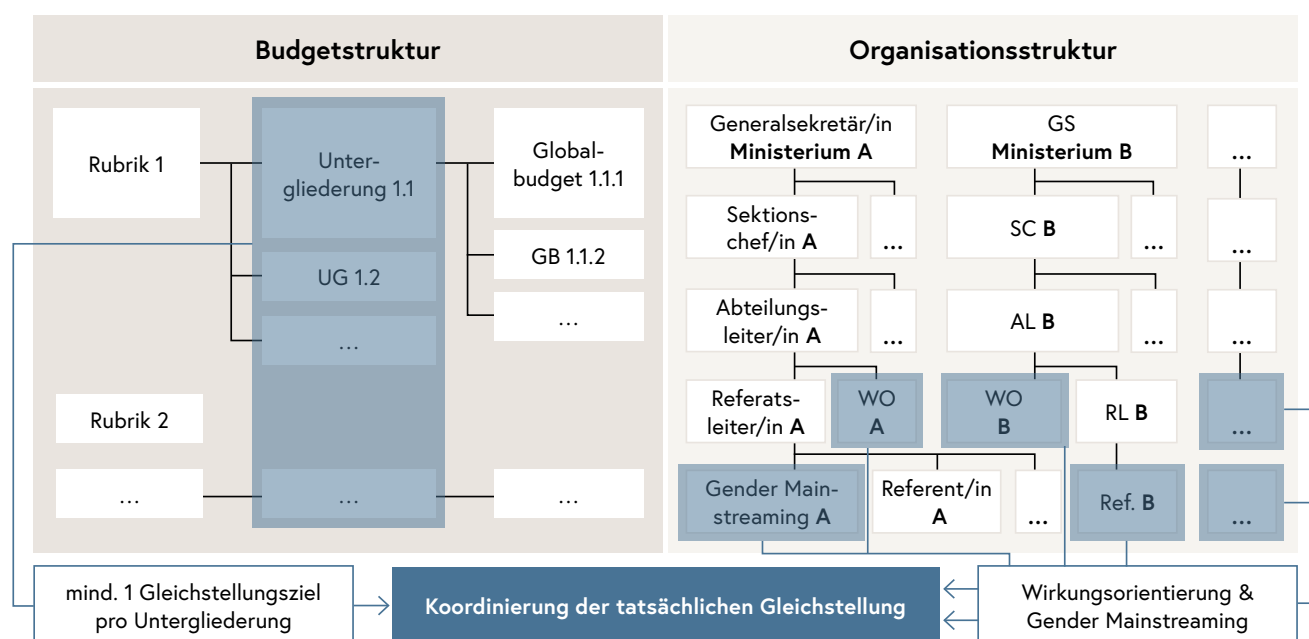 Budgetstruktur
Organisationsstruktur
Rubrik 1
Unter-
gliederung 1.1
Global-
budget 1.1.1
UG 1.2
GB 1.1.2
…
…
Rubrik 2
…
…
…
Generalsekretär/in
Ministerium A
GS
Ministerium B
...
Sektions-
chef/in A
...
SC B
...
...
Abteilungs-
leiter/in A
...
AL B
...
...
Referats-
leiter/in A
WO
A
WO
B
RL B
...
Gender Main-
streaming A
Referent/in
A
...
Ref. B
...
mind. 1 Gleichstellungsziel
pro Untergliederung
Koordinierung der tatsächlichen Gleichstellung
Wirkungsorientierung &
Gender Mainstreaming